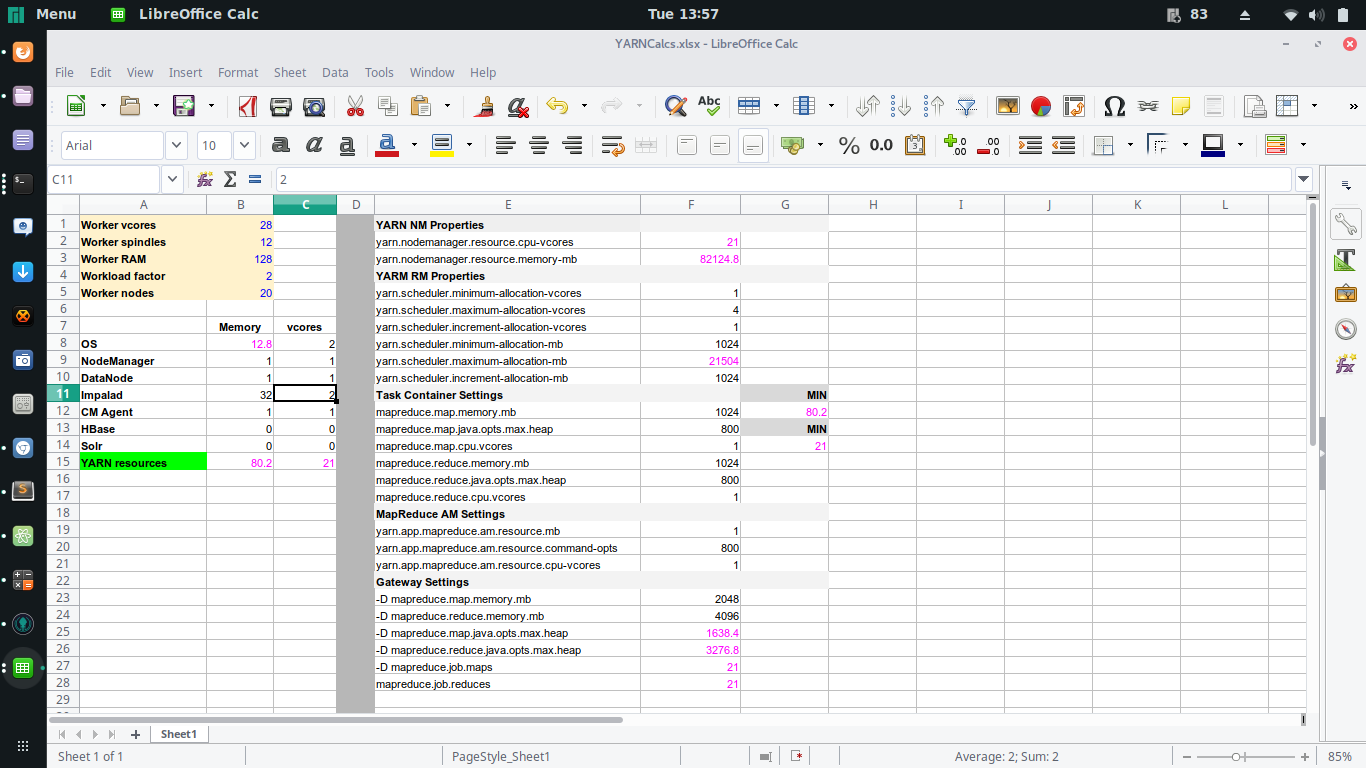 Menu LibreOffice Calc Tue 13:57 83
YARNCalcs.xlsx - LibreOffice Calc
File Edit View Insert Format Sheet Data Tools Window Help
Abc
Arial 10 a a a a % 0.0
C11 2
A B C D E F G H I J K L
1 Worker vcores 28 YARN NM Properties
2 Worker spindles 12 yarn.nodemanager.resource.cpu-vcores 21
3 Worker RAM 128 yarn.nodemanager.resource.memory-mb 82124.8
4 Workload factor 2 YARM RM Properties
5 Worker nodes 20 yarn.scheduler.minimum-allocation-vcores 1
6 yarn.scheduler.maximum-allocation-vcores 4
7 Memory vcores yarn.scheduler.increment-allocation-vcores 1
8 OS 12.8 2 yarn.scheduler.minimum-allocation-mb 1024
9 NodeManager 1 1 yarn.scheduler.maximum-allocation-mb 21504
10 DataNode 1 1 yarn.scheduler.increment-allocation-mb 1024
11 Impalad 32 2 Task Container Settings MIN
12 CM Agent 1 1 mapreduce.map.memory.mb 1024 80.2
13 HBase 0 0 mapreduce.map.java.opts.max.heap 800 MIN
14 Solr 0 0 mapreduce.map.cpu.vcores 1 21
15 YARN resources 80.2 21 mapreduce.reduce.memory.mb 1024
16 mapreduce.reduce.java.opts.max.heap 800
17 mapreduce.reduce.cpu.vcores 1
18 MapReduce AM Settings
19 yarn.app.mapreduce.am.resource.mb 1
20 yarn.app.mapreduce.am.resource.command-opts 800
21 yarn.app.mapreduce.am.resource.cpu-vcores 1
22 Gateway Settings
23 -D mapreduce.map.memory.mb 2048
24 -D mapreduce.reduce.memory.mb 4096
25 -D mapreduce.map.java.opts.max.heap 1638.4
26 -D mapreduce.reduce.java.opts.max.heap 3276.8
27 -D mapreduce.job.maps 21
28 mapreduce.job.reduces 21
29
Sheet1
Sheet 1 of 1 PageStyle_Sheet1 Average: 2; Sum: 2 85%